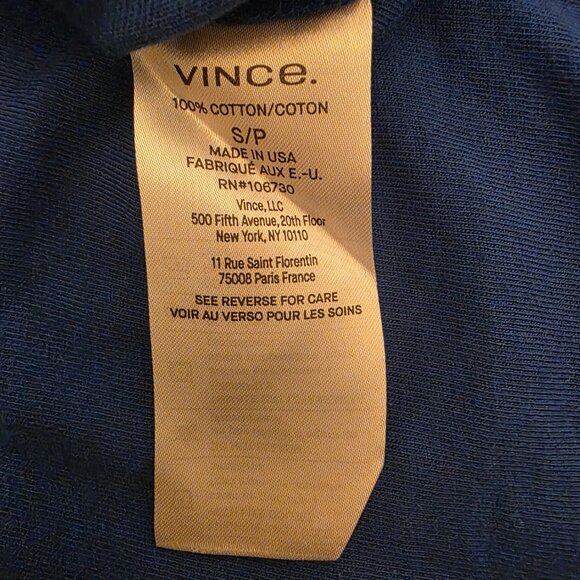 VINCe.
100% COTTON/COTON
S/P
MADE IN USA
FABRIQUÉ AUX E.-U.
RN#106730
Vince, LLC
500 Fifth Avenue, 20th Floor
New York, NY 10110
11 Rue Saint Florentin
75008 Paris France
SEE REVERSE FOR CARE
VOIR AU VERSO POUR LES SOINS